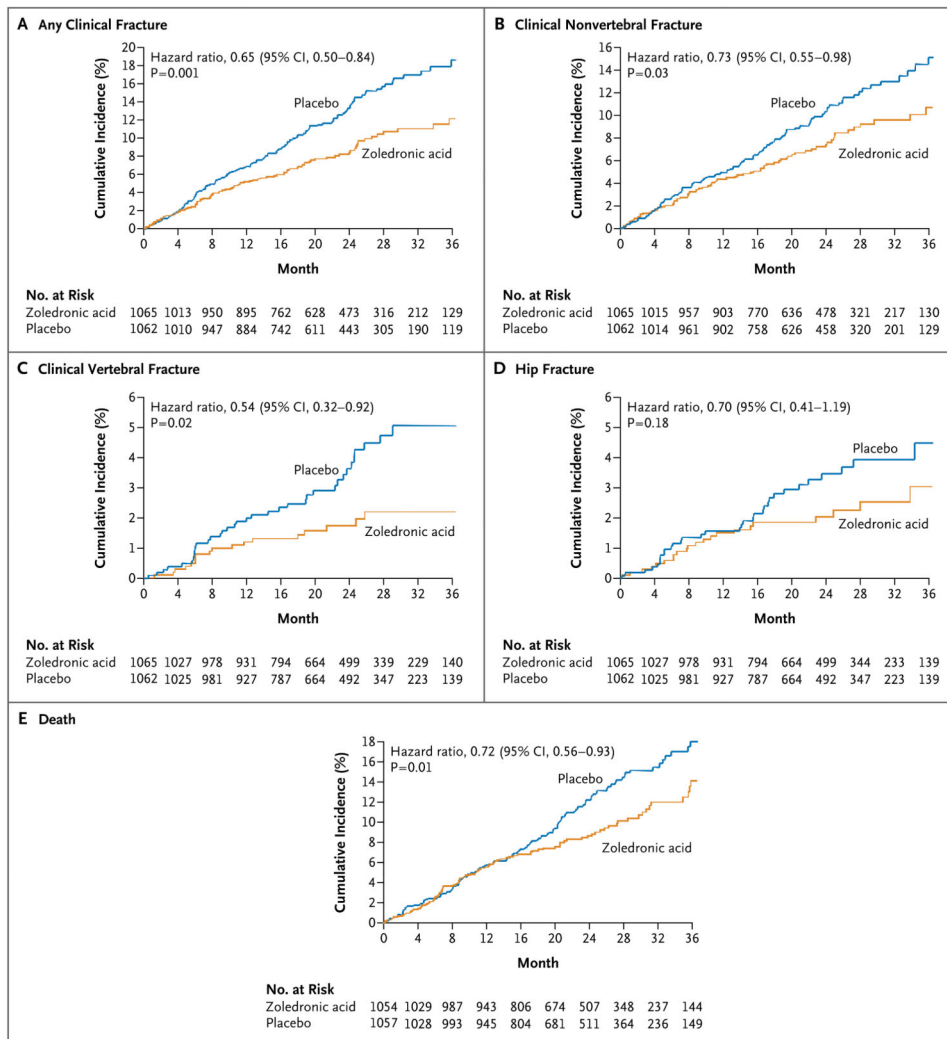 A Any Clinical Fracture
Cumulative Incidence (%)
20
18
16
14
12
10
8
6
4
2
0
Hazard ratio, 0.65 (95% CI, 0.50–0.84)
P=0.001
Placebo
Zoledronic acid
0 4 8 12 16 20 24 28 32 36
Month
No. at Risk
Zoledronic acid 1065 1013 950 895 762 628 473 316 212 129
Placebo 1062 1010 947 884 742 611 443 305 190 119
B Clinical Nonvertebral Fracture
Cumulative Incidence (%)
16
14
12
10
8
6
4
2
0
Hazard ratio, 0.73 (95% CI, 0.55–0.98)
P=0.03
Placebo
Zoledronic acid
0 4 8 12 16 20 24 28 32 36
Month
No. at Risk
Zoledronic acid 1065 1015 957 903 770 636 478 321 217 130
Placebo 1062 1014 961 902 758 626 458 320 201 129
C Clinical Vertebral Fracture
Cumulative Incidence (%)
6
5
4
3
2
1
0
Hazard ratio, 0.54 (95% CI, 0.32–0.92)
P=0.02
Placebo
Zoledronic acid
0 4 8 12 16 20 24 28 32 36
Month
No. at Risk
Zoledronic acid 1065 1027 978 931 794 664 499 339 229 140
Placebo 1062 1025 981 927 787 664 492 347 223 139
D Hip Fracture
Cumulative Incidence (%)
6
5
4
3
2
1
0
Hazard ratio, 0.70 (95% CI, 0.41–1.19)
P=0.18
Placebo
Zoledronic acid
0 4 8 12 16 20 24 28 32 36
Month
No. at Risk
Zoledronic acid 1065 1027 978 931 794 664 499 344 233 139
Placebo 1062 1025 981 927 787 664 492 347 223 139
E Death
Cumulative Incidence (%)
18
16
14
12
10
8
6
4
2
0
Hazard ratio, 0.72 (95% CI, 0.56–0.93)
P=0.01
Placebo
Zoledronic acid
0 4 8 12 16 20 24 28 32 36
Month
No. at Risk
Zoledronic acid 1054 1029 987 943 806 674 507 348 237 144
Placebo 1057 1028 993 945 804 681 511 364 236 149